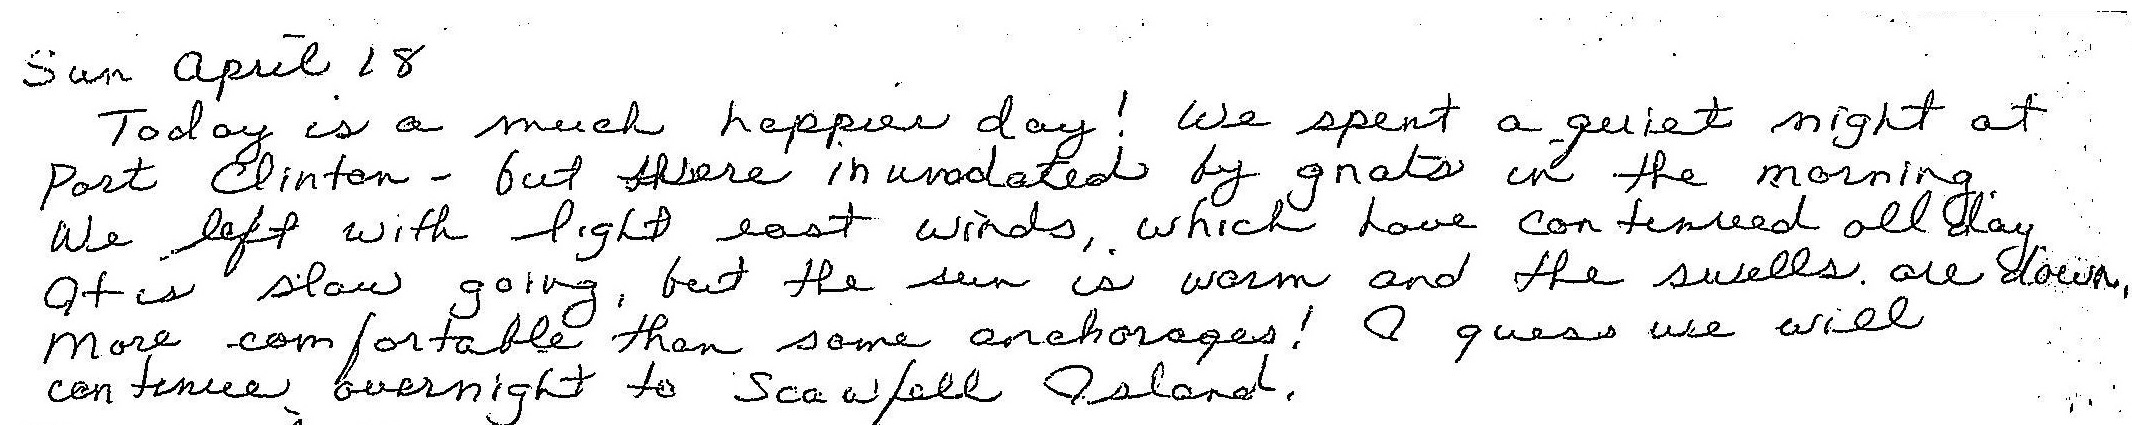 Sun April 18
Today is a much happier day! We spent a quiet night at
Port Clinton - but were inundated by gnats in the morning.
We left with light east winds, which have continued all day
It is slow going, but the sun is warm and the swells are down.
More comfortable than some anchorages! I guess we will
continue overnight to Scawfell Island.